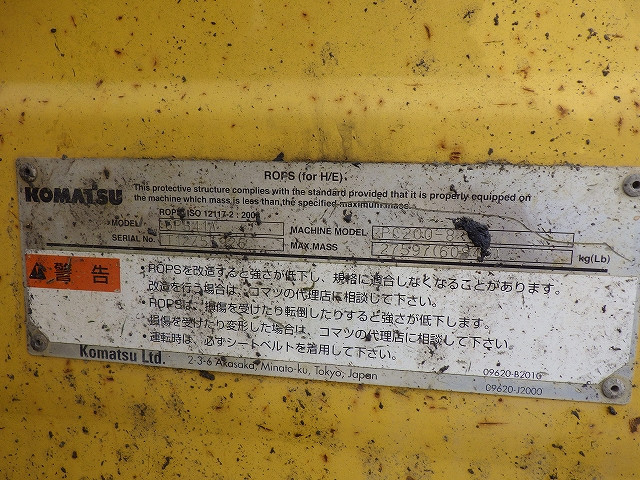 ROPS (for H/E)
KOMATSU
This protective structure complies with the standard provided that it is properly equipped on
the machine which mass is less than the specified maximum mass.
ROPS: ISO 12117-2 : 2008
MODEL
MACHINE MODEL PC200-8
SERIAL No.
MAX.MASS 27597 kg(Lb)
警告
・ROPSを改造すると強さが低下し、規格に適合しなくなることがあります。
改造を行う場合は、コマツの代理店に相談して下さい。
・ROPSは、損傷を受けたり転倒したりすると強さが低下します。
損傷を受けたり変形した場合は、コマツの代理店に相談して下さい。
・運転時は、必ずシートベルトを着用して下さい。
Komatsu Ltd. 2-3-6 Akasaka, Minato-ku, Tokyo, Japan
09620-B2010
09620-J2000